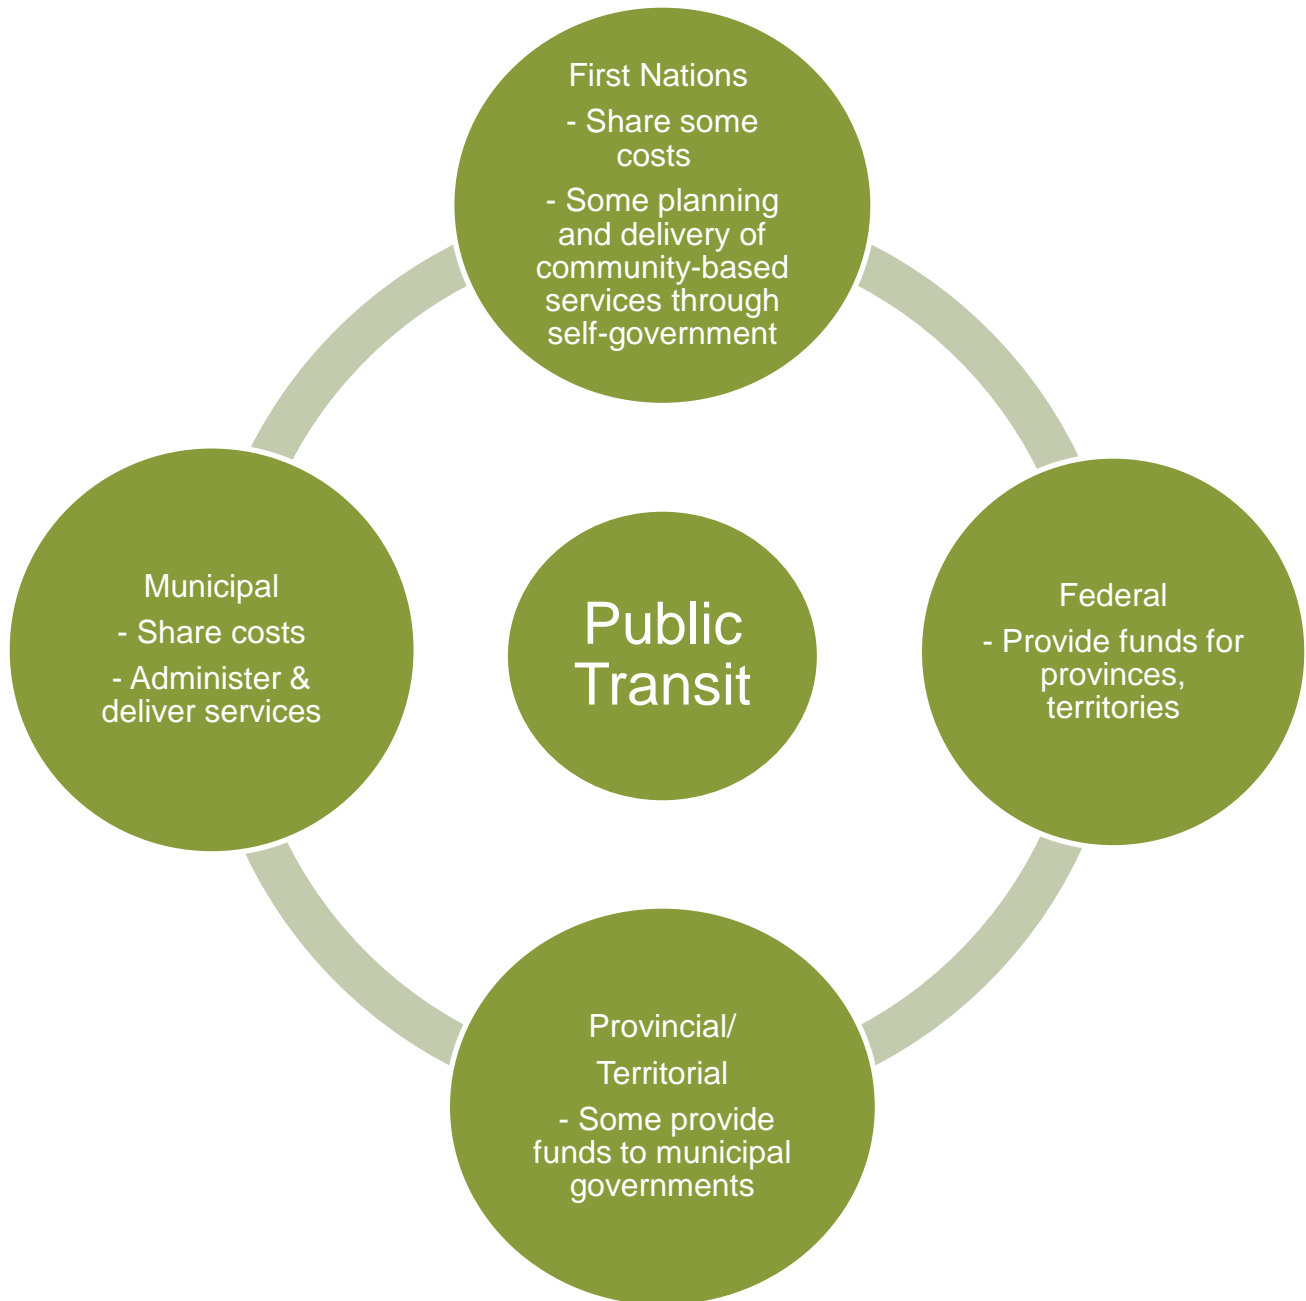 First Nations
- Share some
costs
- Some planning
and delivery of
community-based
services through
self-government
Municipal
- Share costs
- Administer &
deliver services
Public
Transit
Federal
- Provide funds for
provinces,
territories
Provincial/
Territorial
- Some provide
funds to municipal
governments